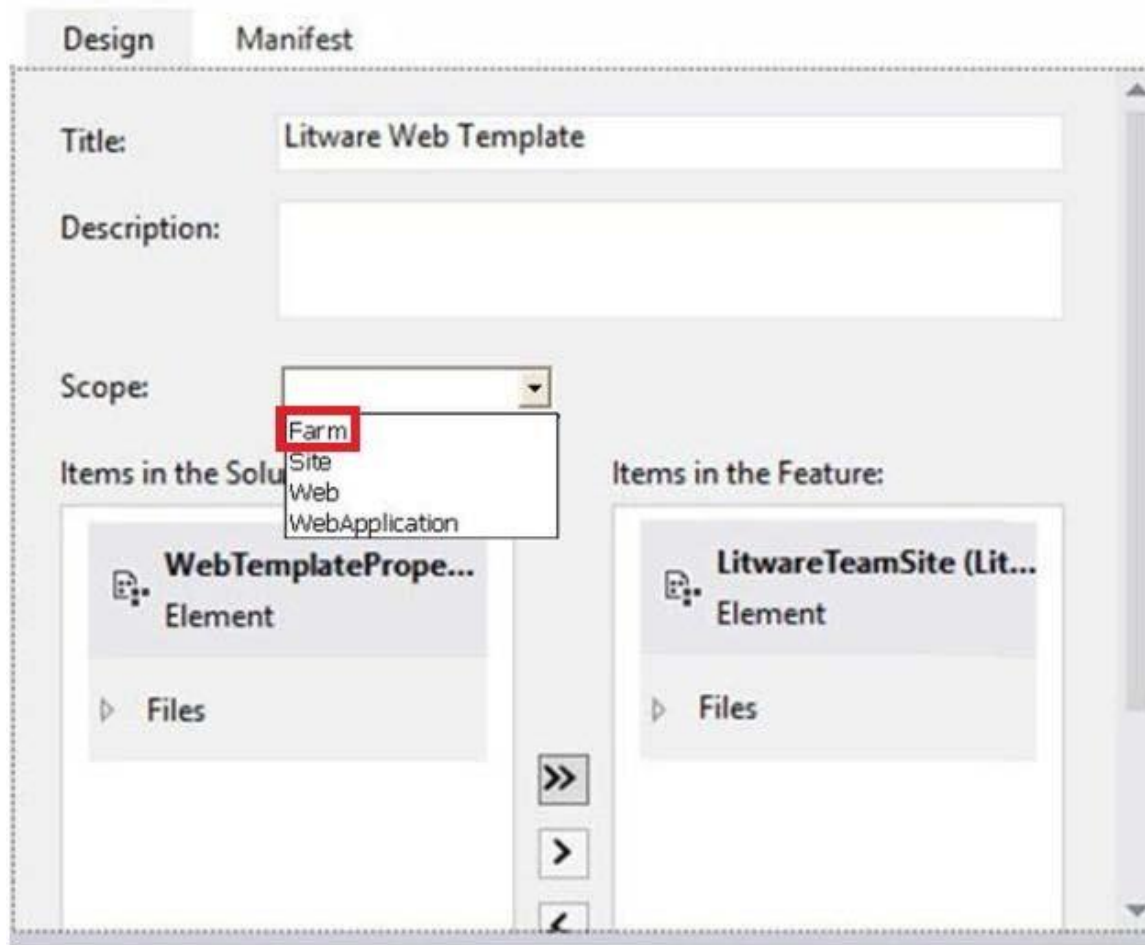 Design Manifest
Title: Litware Web Template
Description:
Scope:
Farm
Site
Web
WebApplication
Items in the Solu
Items in the Feature:
WebTemplatePrope...
Element
Files
LitwareTeamSite (Lit...
Element
Files